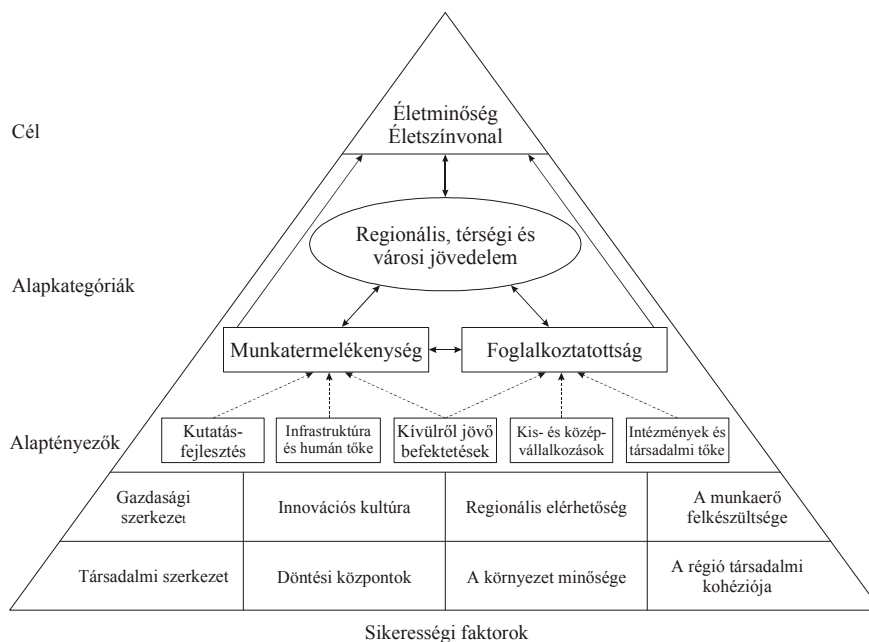 Cél
Életminőség
Életszínvonal
Regionális, térségi és
városi jövedelem
Alapkategóriák
Munkatermelékenység
Foglalkoztatottság
Alaptényezők
Kutatás-
fejlesztés
Infrastruktúra
és humán tőke
Kívülről jövő
befektetések
Kis- és közép-
vállalkozások
Intézmények és
társadalmi tőke
Gazdasági
szerkezet
Innovációs kultúra
Regionális elérhetőség
A munkaerő
felkészültsége
Társadalmi szerkezet
Döntési központok
A környezet minősége
A régió társadalmi
kohéziója
Sikerességi faktorok